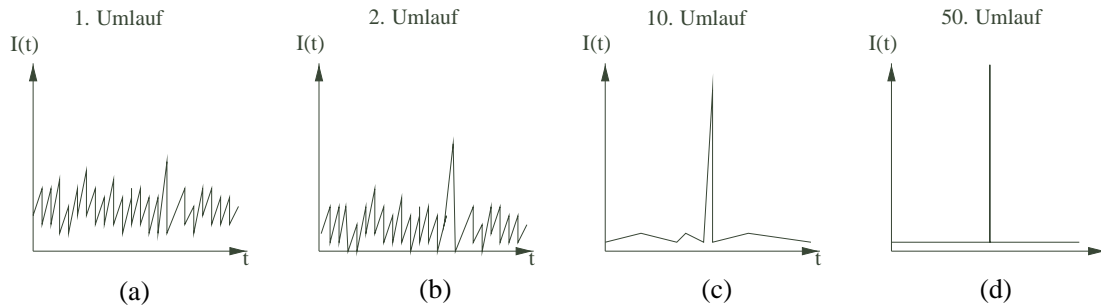 1. Umlauf
2. Umlauf
10. Umlauf
50. Umlauf
I(t)
I(t)
I(t)
I(t)
t
t
t
(a)
(b)
(c)
(d)